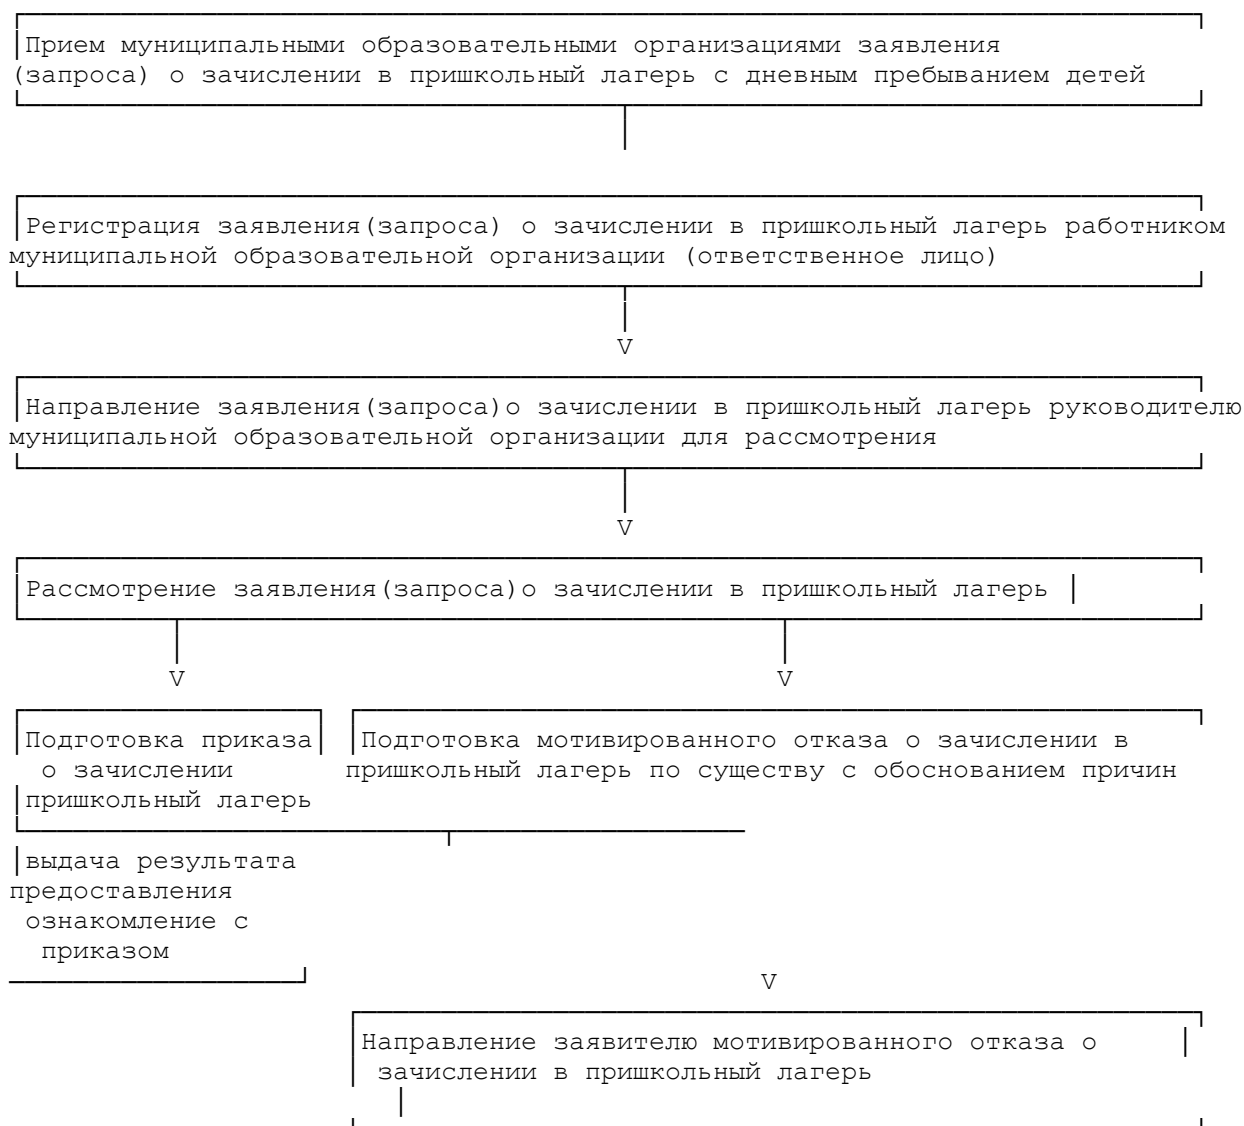 Прием муниципальными образовательными организациями заявления
(запроса) о зачислении в пришкольный лагерь с дневным пребыванием детей
Регистрация заявления(запроса) о зачислении в пришкольный лагерь работником
муниципальной образовательной организации (ответственное лицо)
V
Направление заявления(запроса)о зачислении в пришкольный лагерь руководителю
муниципальной образовательной организации для рассмотрения
V
Рассмотрение заявления(запроса)о зачислении в пришкольный лагерь
V V
Подготовка приказа
о зачислении
пришкольный лагерь
Подготовка мотивированного отказа о зачислении в
пришкольный лагерь по существу с обоснованием причин
выдача результата
предоставления
ознакомление с
приказом
V
Направление заявителю мотивированного отказа о
зачислении в пришкольный лагерь